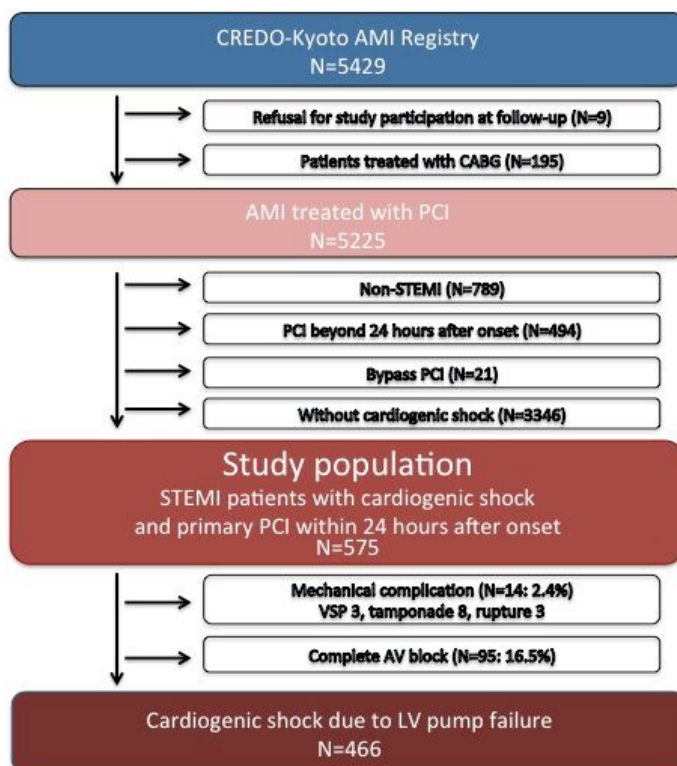 CREDO-Kyoto AMI Registry
N=5429
Refusal for study participation at follow-up (N=9)
Patients treated with CABG (N=195)
AMI treated with PCI
N=5225
Non-STEMI (N=789)
PCI beyond 24 hours after onset (N=494)
Bypass PCI (N=21)
Without cardiogenic shock (N=3346)
Study population
STEMI patients with cardiogenic shock
and primary PCI within 24 hours after onset
N=575
Mechanical complication (N=14: 2.4%)
VSP 3, tamponade 8, rupture 3
Complete AV block (N=95: 16.5%)
Cardiogenic shock due to LV pump failure
N=466